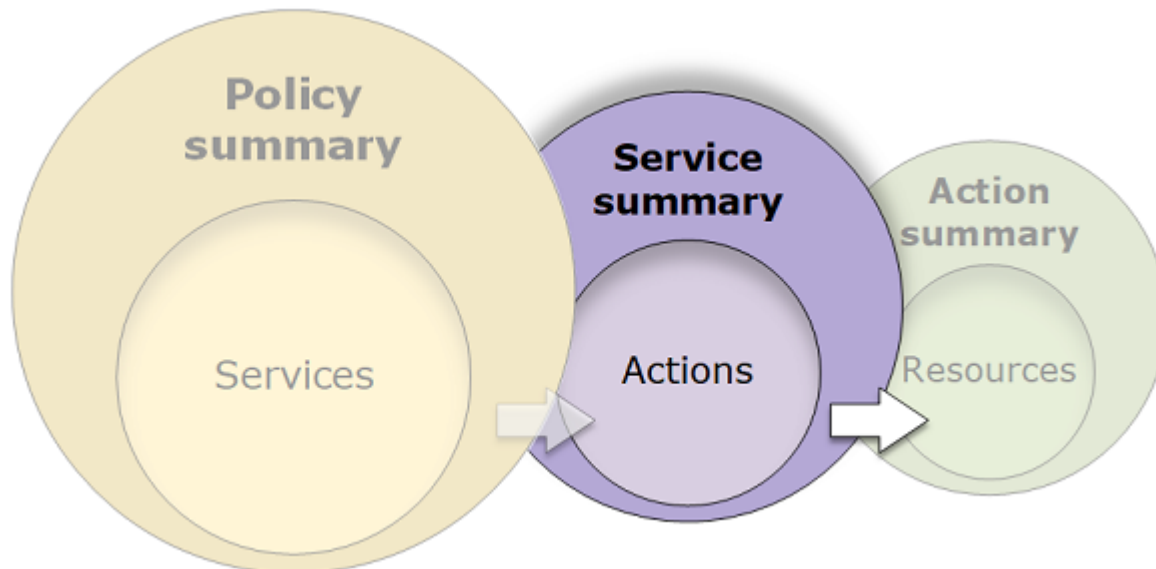 Policy
summary
Services
Service
summary
Actions
Action
summary
Resources